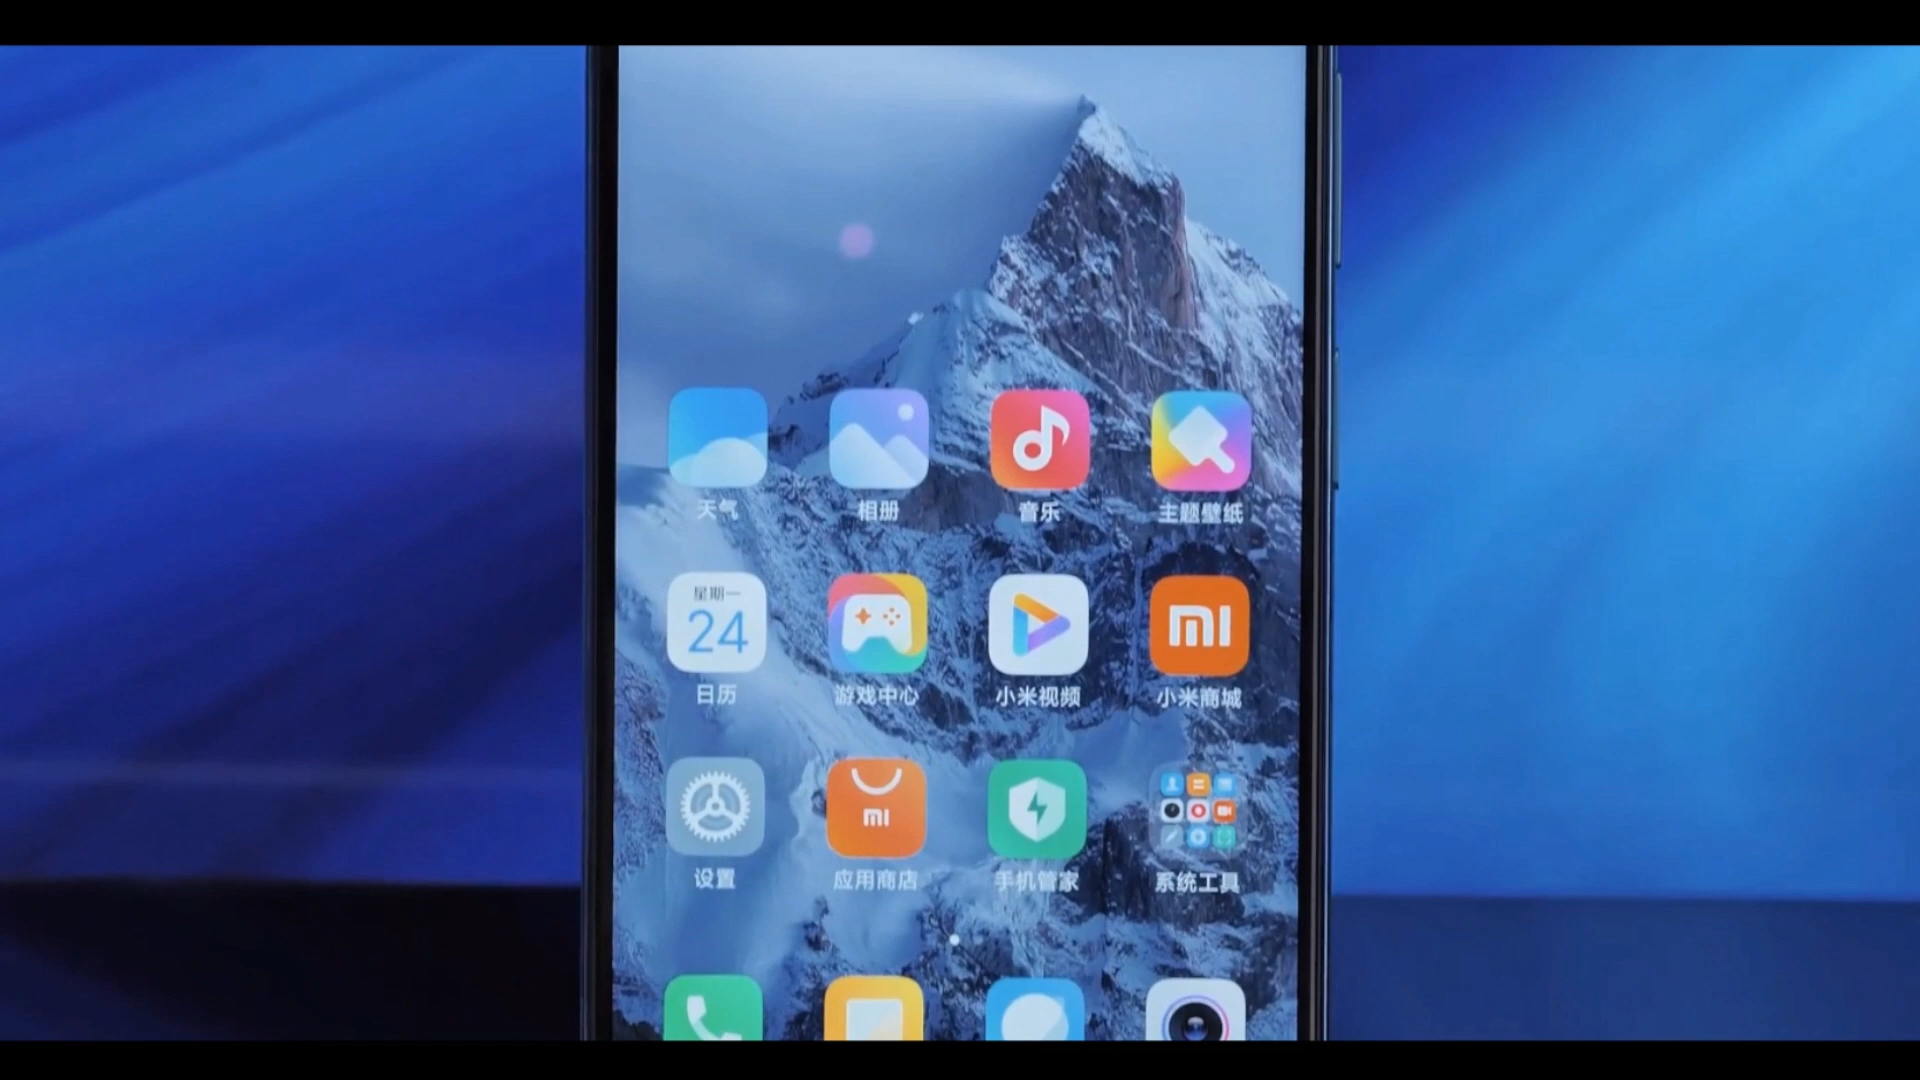 天气
相册
音乐
主题壁纸
星期一
24
日历
游戏中心
小米视频
mi
小米商城
设置
mi
应用商店
手机管家
系统工具